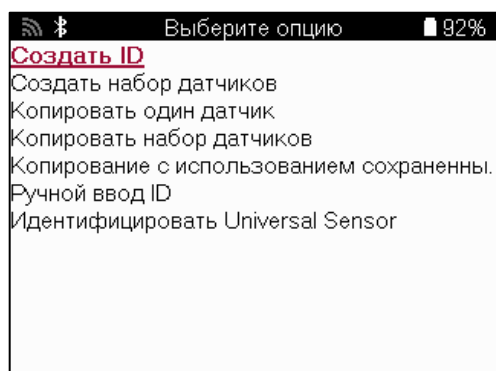 Выберите опцию 92%
Создать ID
Создать набор датчиков
Копировать один датчик
Копировать набор датчиков
Копирование с использованием сохраненны.
Ручной ввод ID
Идентифицировать Universal Sensor